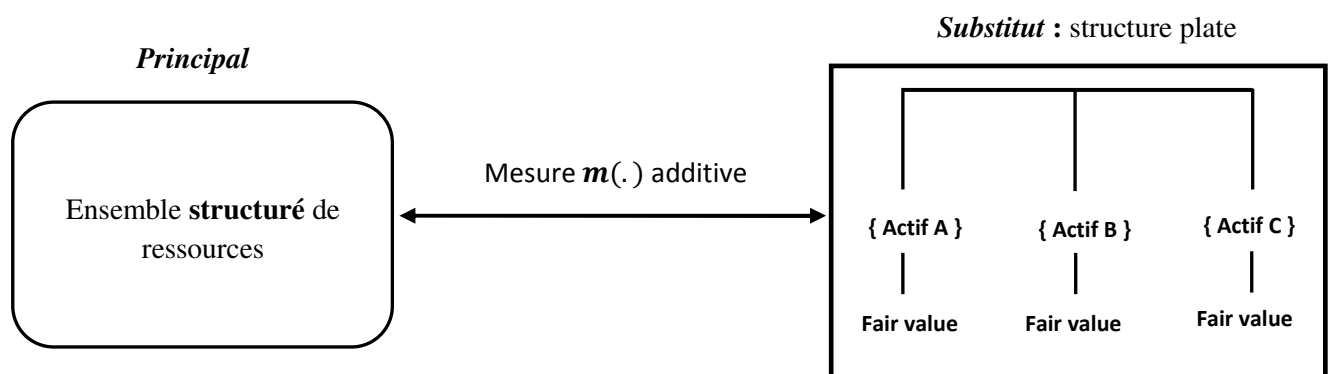 Principal
Ensemble structuré de
ressources
Mesure m(.) additive
Substitut : structure plate
{ Actif A } { Actif B } { Actif C }
Fair value Fair value Fair value